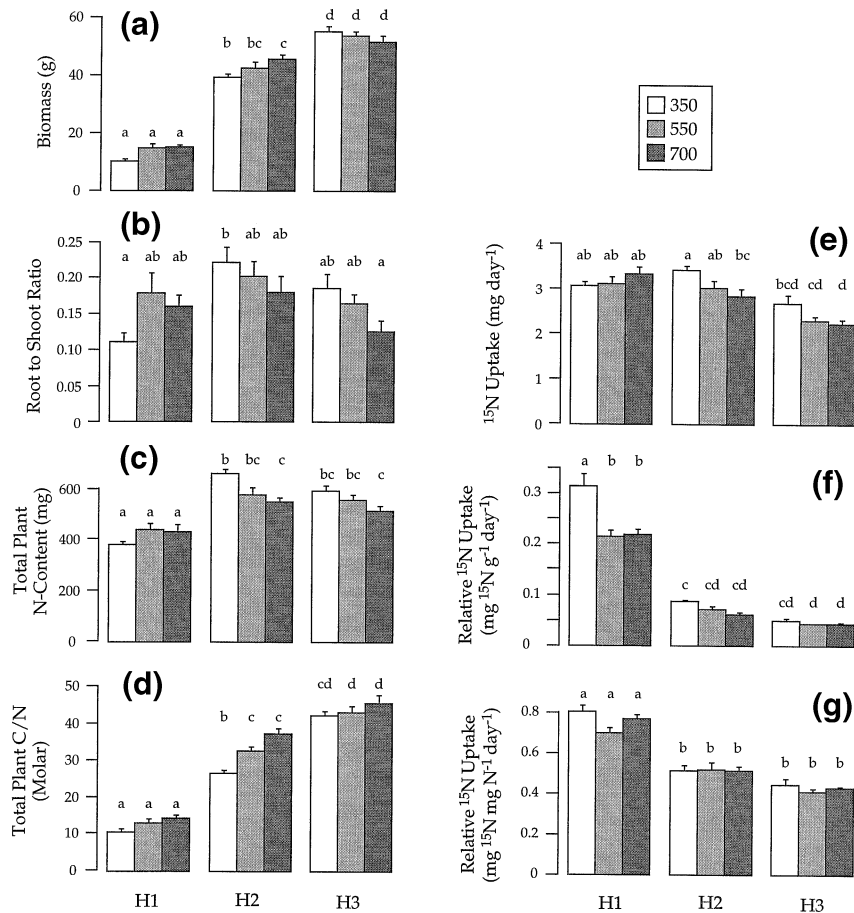 (a)
Biomass (g)
60
40
20
0
a a a
b bc c
d d d
350
550
700
(b)
Root to Shoot Ratio
0.25
0.20
0.15
0.10
0.05
0.00
a ab ab
b ab ab
ab ab a
(c)
Total Plant
N-Content (mg)
600
400
200
0
a a a
b bc c
bc bc c
(d)
Total Plant C/N
(Molar)
50
40
30
20
10
0
a a a
b c c
cd d d
H1 H2 H3
(e)
15N Uptake (mg day-1)
4
3
2
1
0
ab ab ab
a ab bc
bcd cd d
(f)
Relative 15N Uptake
(mg 15N g-1 day-1)
0.3
0.2
0.1
0
a b b
c cd cd
cd d d
(g)
Relative 15N Uptake
(mg 15N mg N-1 day-1)
0.8
0.6
0.4
0.2
0
a a a
b b b
b b b
H1 H2 H3